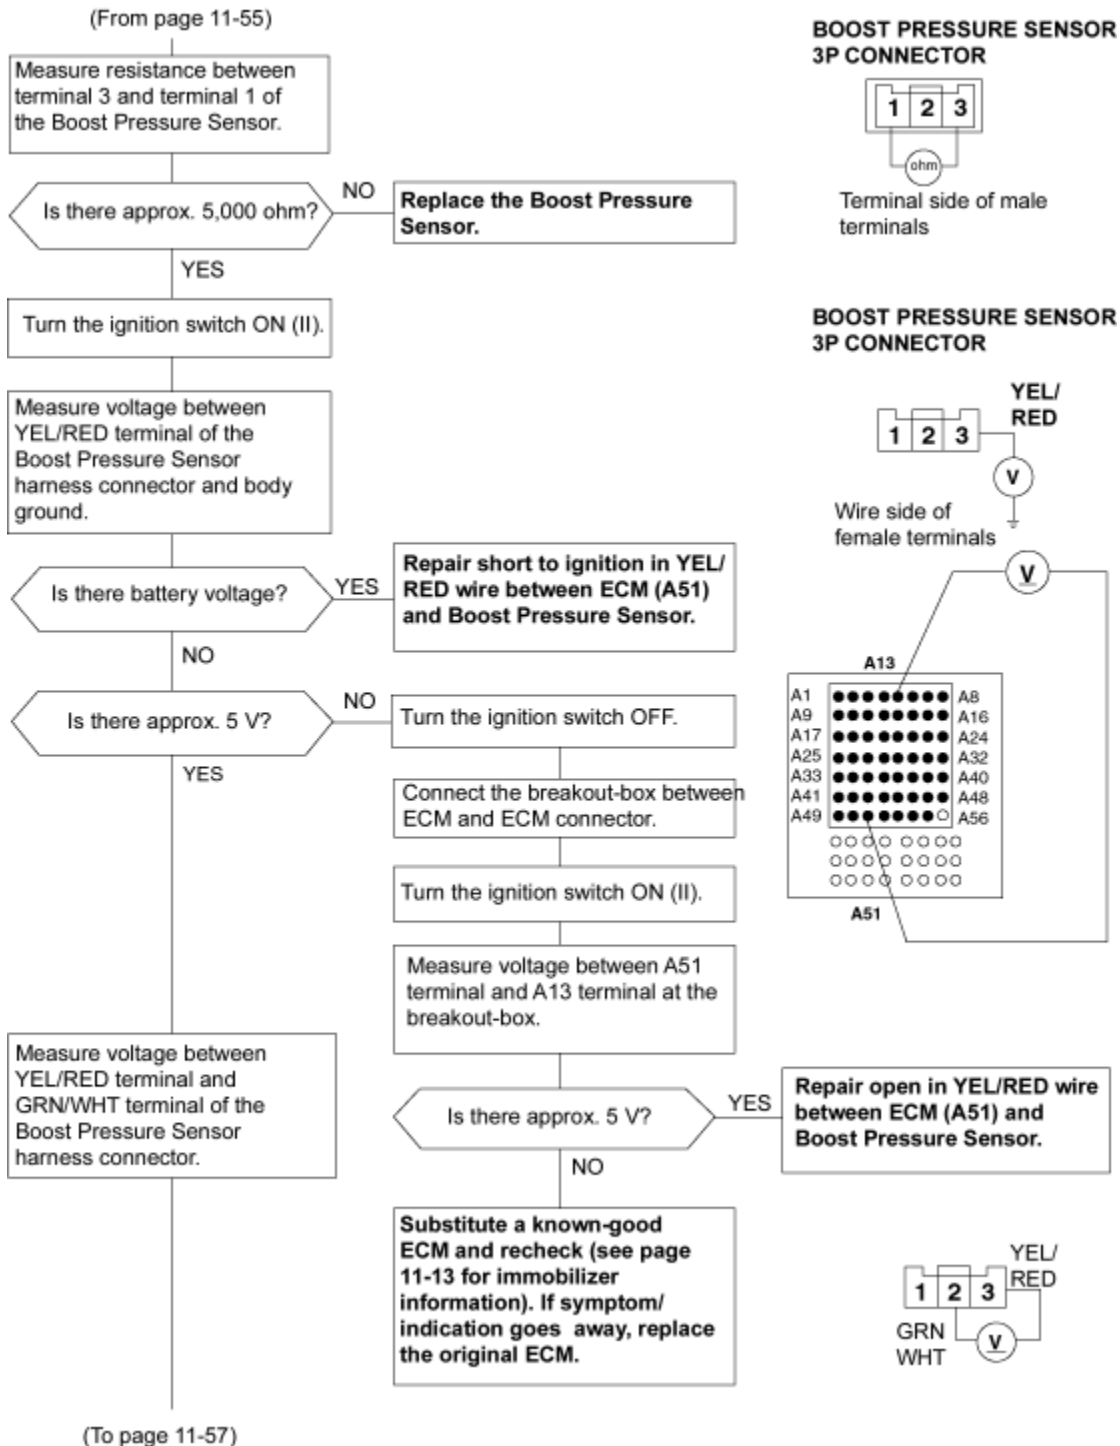 (From page 11-55)
Measure resistance between
terminal 3 and terminal 1 of
the Boost Pressure Sensor.
Is there approx. 5,000 ohm?
NO
Replace the Boost Pressure
Sensor.
YES
Turn the ignition switch ON (II).
Measure voltage between
YEL/RED terminal of the
Boost Pressure Sensor
harness connector and body
ground.
Is there battery voltage?
YES
Repair short to ignition in YEL/
RED wire between ECM (A51)
and Boost Pressure Sensor.
NO
Is there approx. 5 V?
NO
Turn the ignition switch OFF.
YES
Connect the breakout-box between
ECM and ECM connector.
Turn the ignition switch ON (II).
Measure voltage between A51
terminal and A13 terminal at the
breakout-box.
Measure voltage between
YEL/RED terminal and
GRN/WHT terminal of the
Boost Pressure Sensor
harness connector.
Is there approx. 5 V?
YES
Repair open in YEL/RED wire
between ECM (A51) and
Boost Pressure Sensor.
NO
Substitute a known-good
ECM and recheck (see page
11-13 for immobilizer
information). If symptom/
indication goes away, replace
the original ECM.
(To page 11-57)
BOOST PRESSURE SENSOR
3P CONNECTOR
1 2 3
ohm
Terminal side of male
terminals
BOOST PRESSURE SENSOR
3P CONNECTOR
YEL/
RED
1 2 3
V
Wire side of
female terminals
V
A13
A1 A8
A9 A16
A17 A24
A25 A32
A33 A40
A41 A48
A49 A56
A51
YEL/
RED
1 2 3
GRN
WHT
V